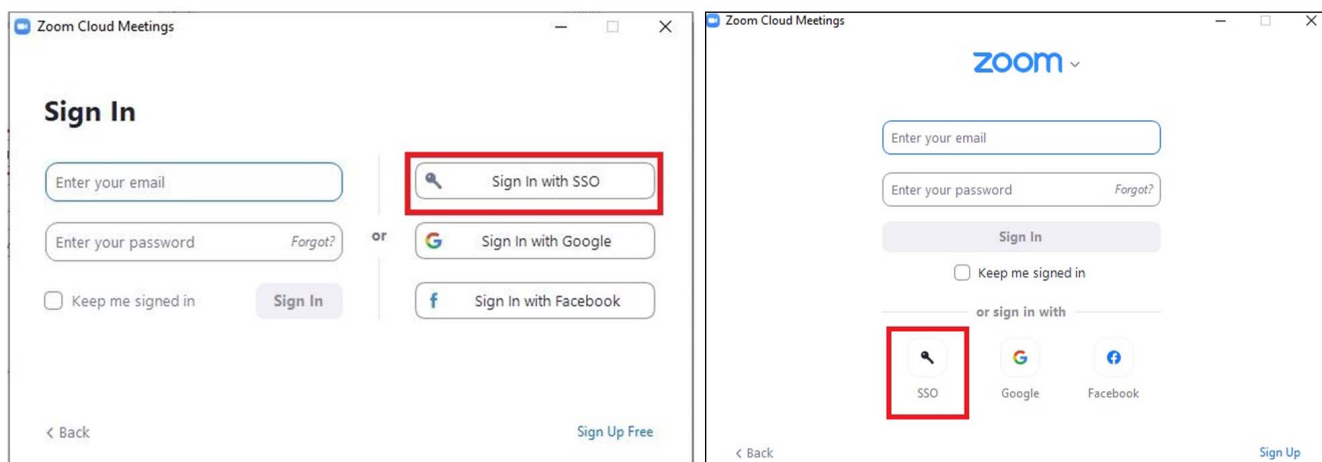 Zoom Cloud Meetings
Sign In
Enter your email
Enter your password Forgot?
Keep me signed in Sign In
or
Sign In with SSO
Sign In with Google
Sign In with Facebook
< Back Sign Up Free
Zoom Cloud Meetings
zoom
Enter your email
Enter your password Forgot?
Sign In
Keep me signed in
or sign in with
SSO Google Facebook
< Back Sign Up